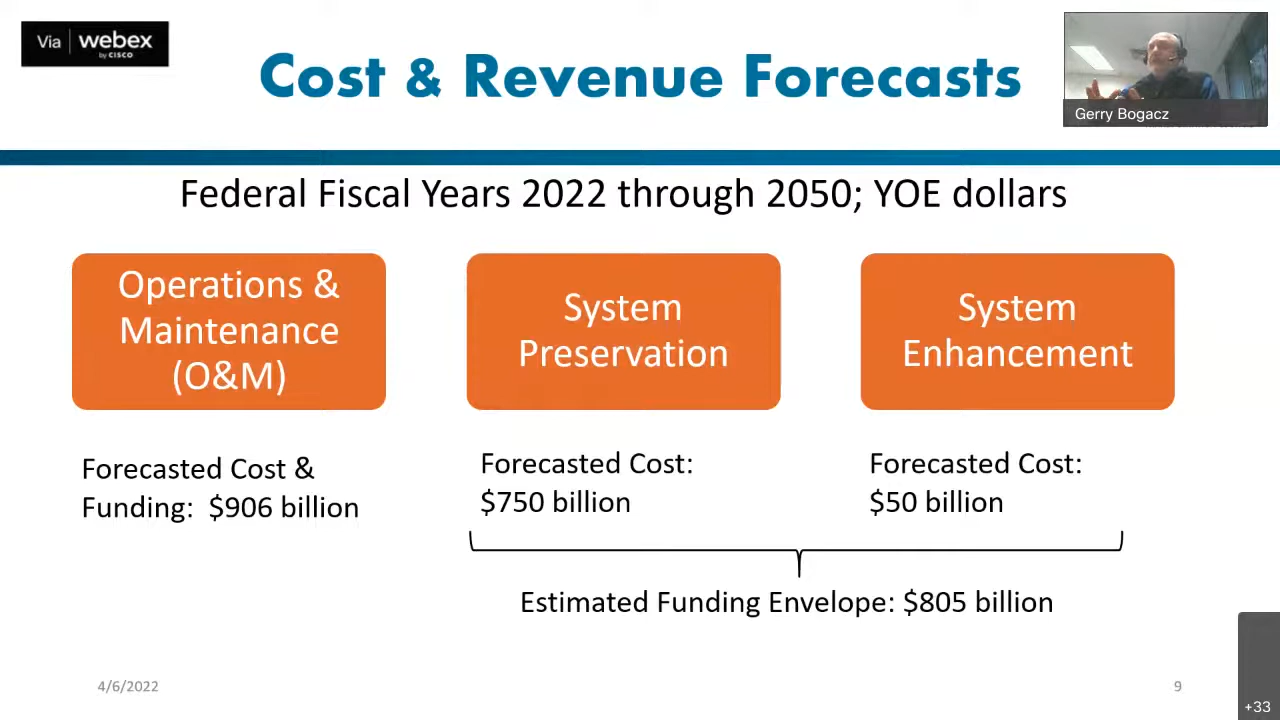 Via webex
by CISCO
Cost & Revenue Forecasts
Gerry Bogacz
Federal Fiscal Years 2022 through 2050; YOE dollars
Operations &
Maintenance
(O&M)
System
Preservation
System
Enhancement
Forecasted Cost &
Funding: $906 billion
Forecasted Cost:
$750 billion
Forecasted Cost:
$50 billion
Estimated Funding Envelope: $805 billion
4/6/2022
9
+33